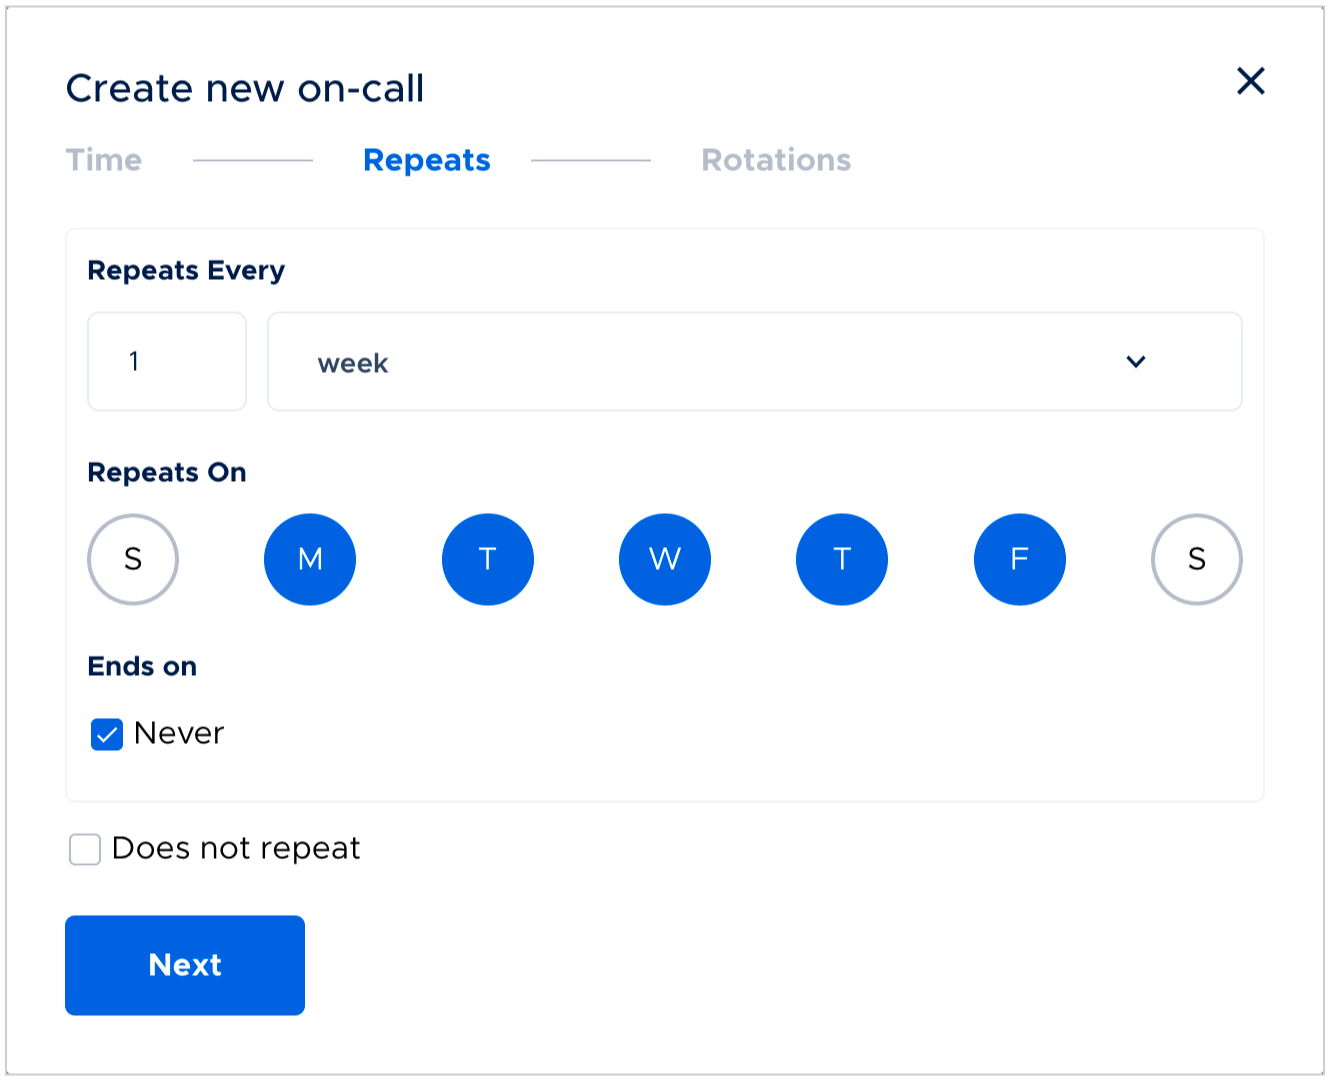 Create new on-call
Time Repeats Rotations
Repeats Every
1 week
Repeats On
S M T W T F S
Ends on
Never
Does not repeat
Next